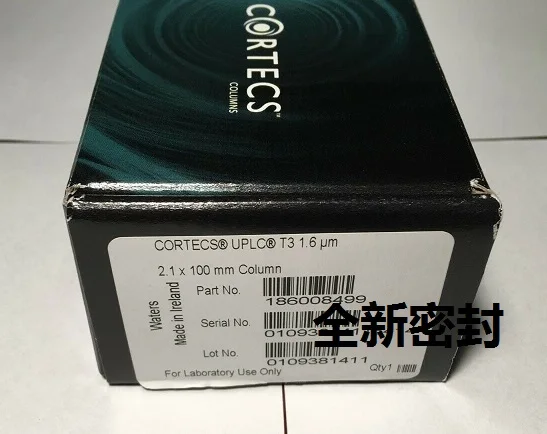 CORTECS™
COLUMNS
CORTECS® UPLC® T3 1.6 µm
2.1 x 100 mm Column
Waters
Made in Ireland
Part No.
186008499
Serial No.
Lot No.
0109381411
For Laboratory Use Only
Qty1
全新密封